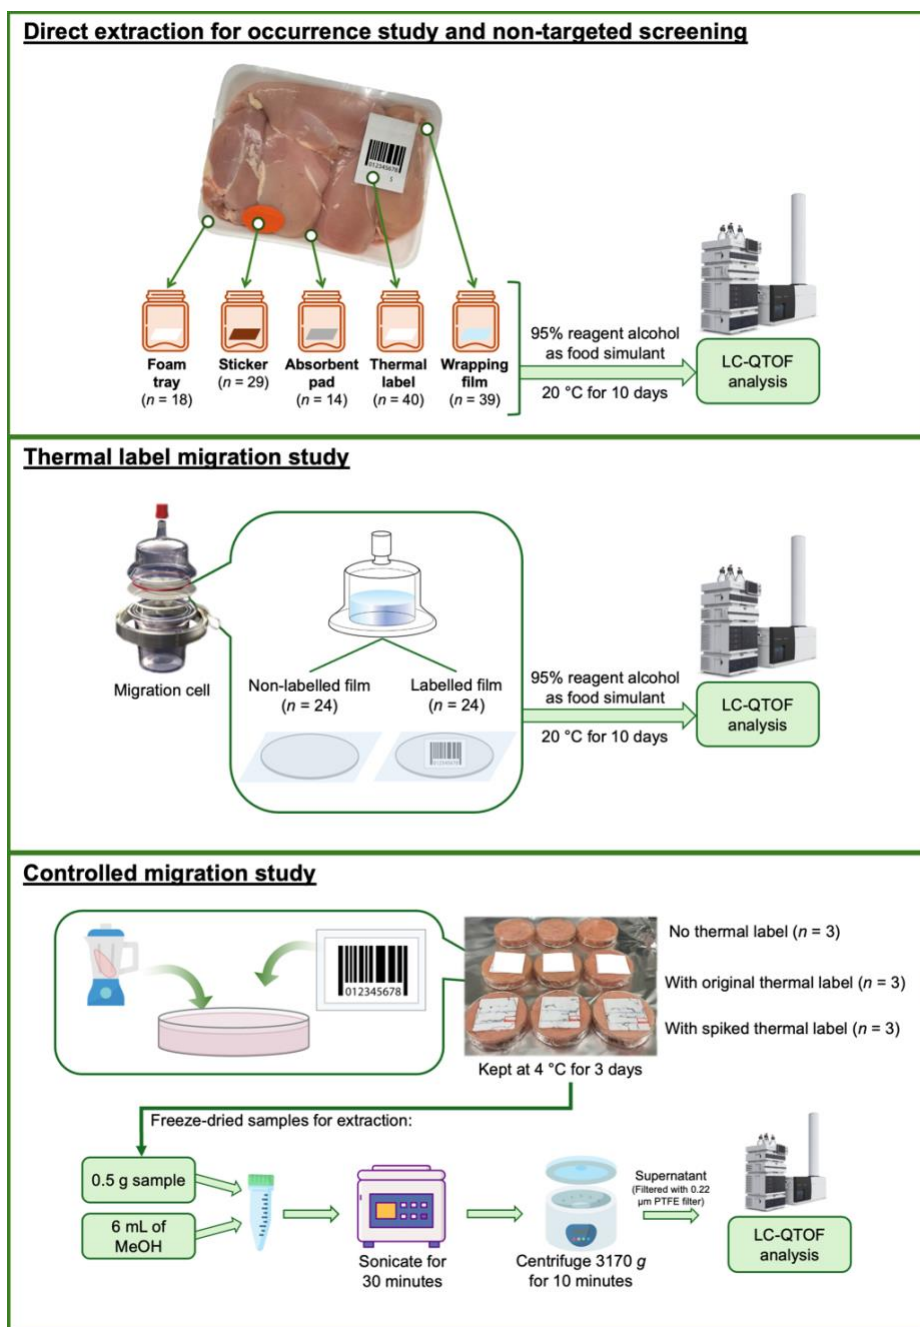 Direct extraction for occurrence study and non-targeted screening
012345678
Foam
tray
(n = 18)
Sticker
(n = 29)
Absorbent
pad
(n = 14)
Thermal
label
(n = 40)
Wrapping
film
(n = 39)
95% reagent alcohol
as food simulant
20 °C for 10 days
LC-QTOF
analysis
Thermal label migration study
Migration cell
Non-labelled film
(n = 24)
Labelled film
(n = 24)
012345678
95% reagent alcohol
as food simulant
20 °C for 10 days
LC-QTOF
analysis
Controlled migration study
012345678
No thermal label (n = 3)
With original thermal label (n = 3)
With spiked thermal label (n = 3)
Kept at 4 °C for 3 days
Freeze-dried samples for extraction:
0.5 g sample
6 mL of
MeOH
Sonicate for
30 minutes
Centrifuge 3170 g
for 10 minutes
Supernatant
(Filtered with 0.22
µm PTFE filter)
LC-QTOF
analysis